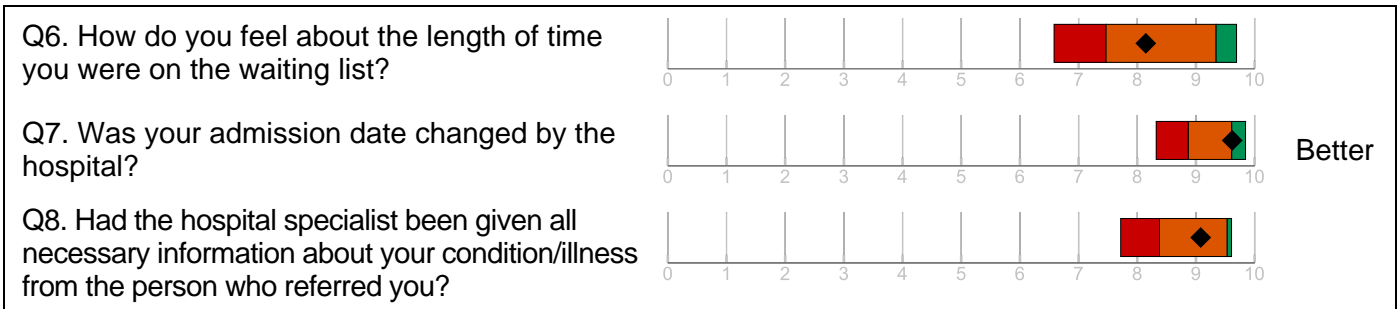 Q6. How do you feel about the length of time
you were on the waiting list?
0 1 2 3 4 5 6 7 8 9 10
Q7. Was your admission date changed by the
hospital?
0 1 2 3 4 5 6 7 8 9 10
Better
Q8. Had the hospital specialist been given all
necessary information about your condition/illness
from the person who referred you?
0 1 2 3 4 5 6 7 8 9 10